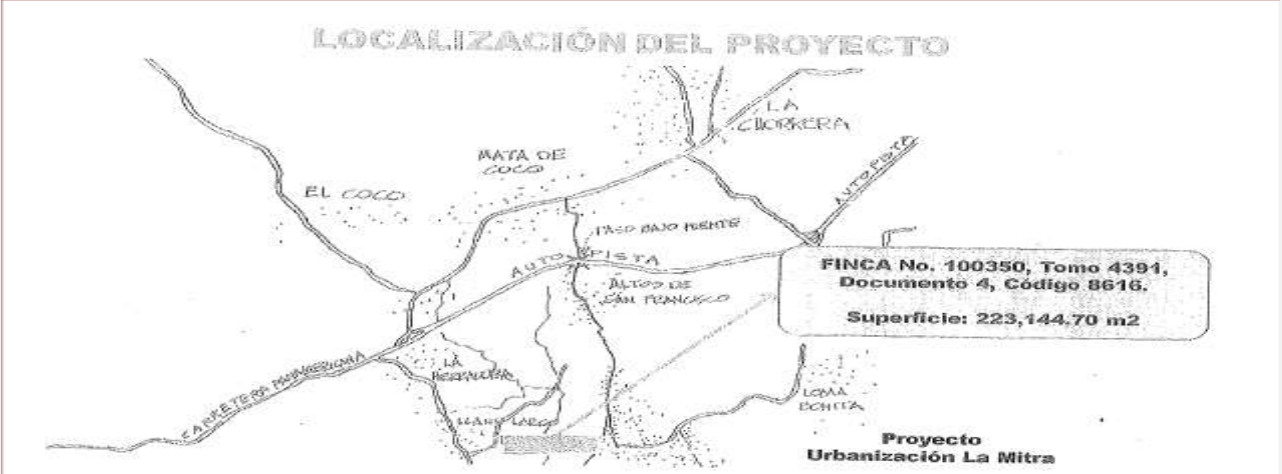 LOCALIZACIÓN DEL PROYECTO
LA
CHORRERA
MATA DE
COCO
EL COCO
AUTOPISTA
PASO BAJO PUENTE
AUTOPISTA
ALTOS DE
SAN FRANCISCO
FINCA No. 100350, Tomo 4391,
Documento 4, Código 8616.
Superficie: 223,144.70 m2
CARRETERA PANAMERICANA
LA
LLANO LARGO
LOMA
BONITA
Proyecto
Urbanización La Mitra